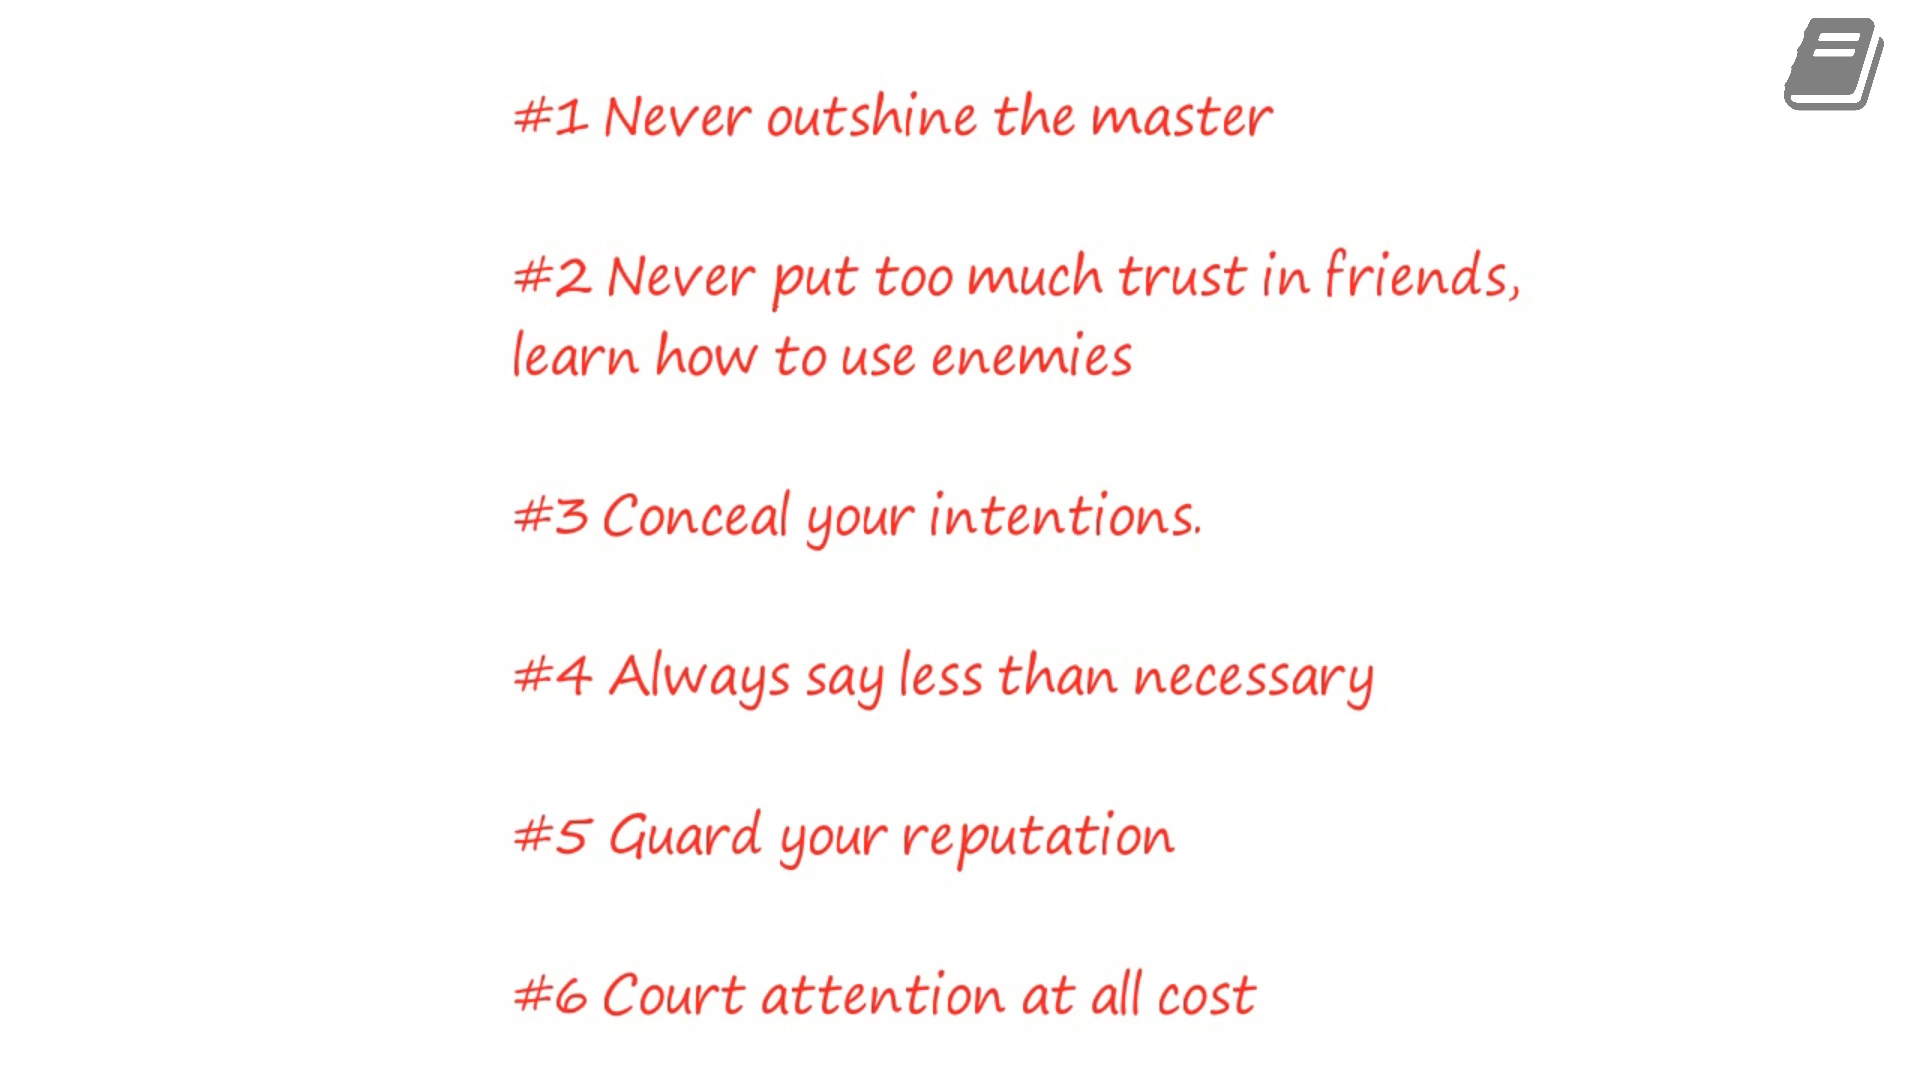 #1 Never outshine the master
#2 Never put too much trust in friends,
learn how to use enemies
#3 Conceal your intentions.
#4 Always say less than necessary
#5 Guard your reputation
#6 Court attention at all cost